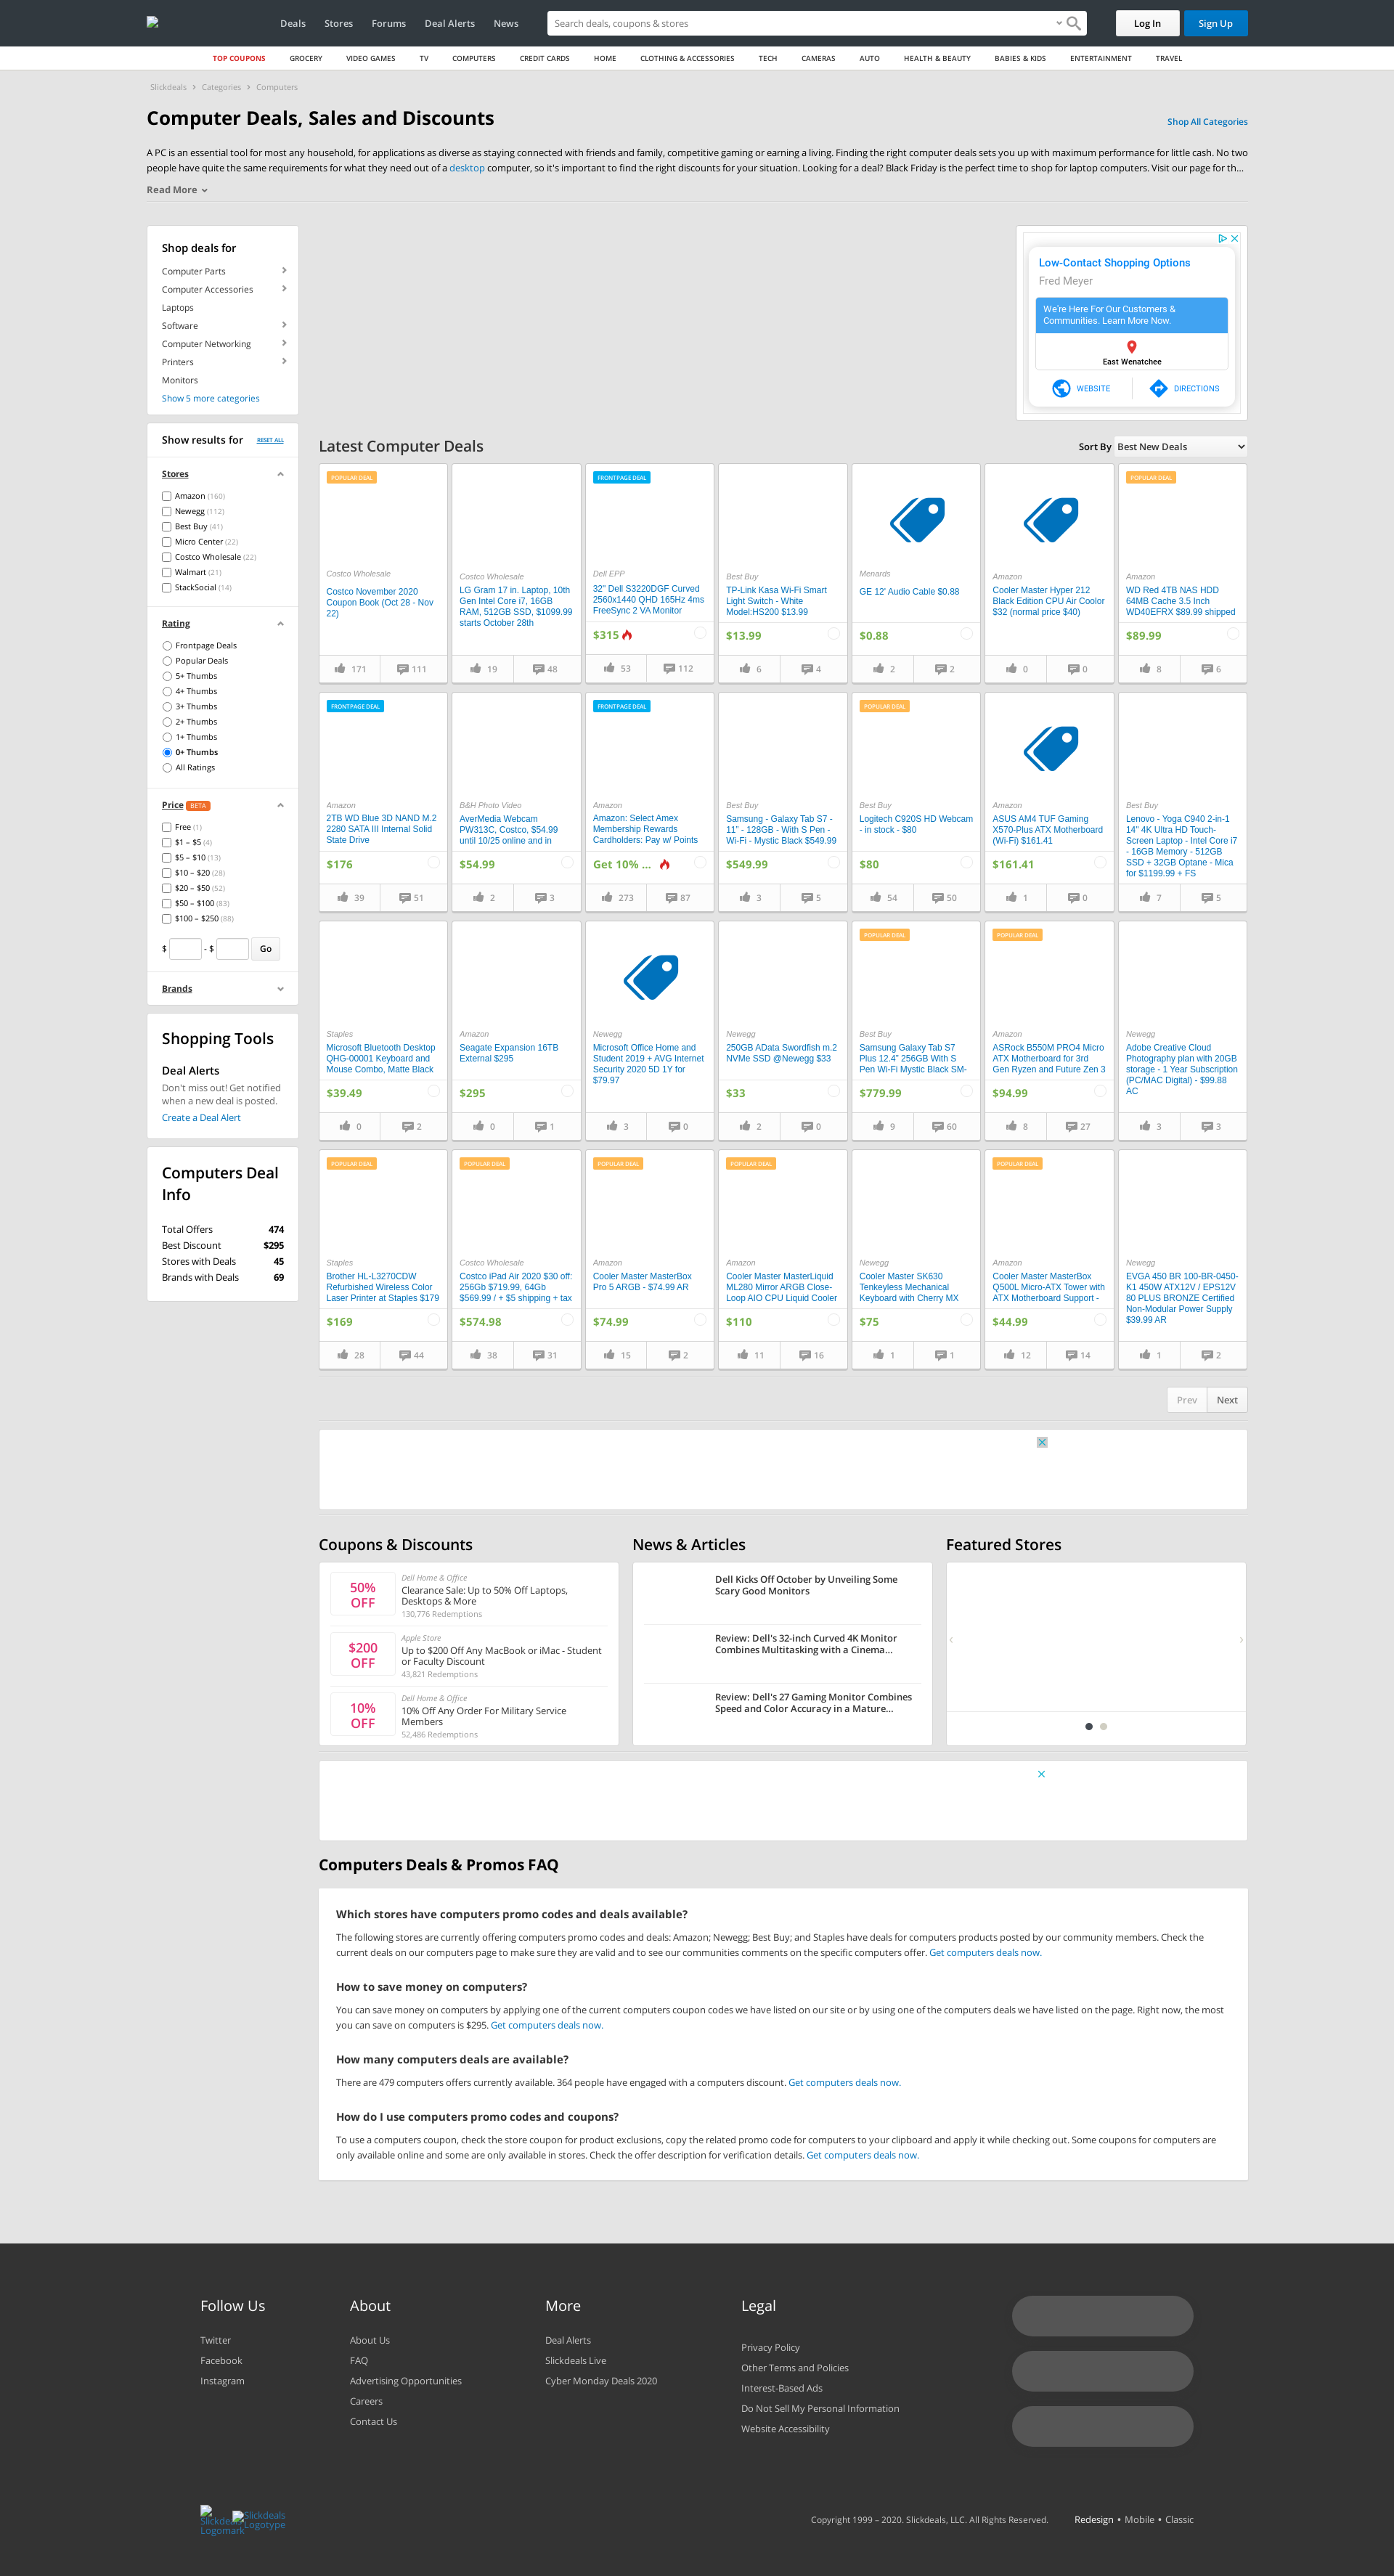 Deals Stores Forums Deal Alerts News
Search deals, coupons & stores
Log In
Sign Up
TOP COUPONS GROCERY VIDEO GAMES TV COMPUTERS CREDIT CARDS HOME CLOTHING & ACCESSORIES TECH CAMERAS AUTO HEALTH & BEAUTY BABIES & KIDS ENTERTAINMENT TRAVEL
Slickdeals › Categories › Computers
Computer Deals, Sales and Discounts
Shop All Categories
A PC is an essential tool for most any household, for applications as diverse as staying connected with friends and family, competitive gaming or earning a living. Finding the right computer deals sets you up with maximum performance for little cash. No two
people have quite the same requirements for what they need out of a desktop computer, so it's important to find the right discounts for your situation. Looking for a deal? Black Friday is the perfect time to shop for laptop computers. Visit our page for th...
Read More
Shop deals for
Computer Parts
Computer Accessories
Laptops
Software
Computer Networking
Printers
Monitors
Show 5 more categories
Low-Contact Shopping Options
Fred Meyer
We're Here For Our Customers &
Communities. Learn More Now.
East Wenatchee
WEBSITE
DIRECTIONS
Show results for RESET ALL
Stores
Amazon (160)
Newegg (112)
Best Buy (41)
Micro Center (22)
Costco Wholesale (22)
Walmart (21)
StackSocial (14)
Rating
Frontpage Deals
Popular Deals
5+ Thumbs
4+ Thumbs
3+ Thumbs
2+ Thumbs
1+ Thumbs
0+ Thumbs
All Ratings
Price BETA
Free (1)
$1 – $5 (4)
$5 – $10 (13)
$10 – $20 (28)
$20 – $50 (52)
$50 – $100 (83)
$100 – $250 (88)
$ - $ Go
Brands
Shopping Tools
Deal Alerts
Don't miss out! Get notified
when a new deal is posted.
Create a Deal Alert
Computers Deal
Info
Total Offers 474
Best Discount $295
Stores with Deals 45
Brands with Deals 69
Latest Computer Deals
Sort By Best New Deals
POPULAR DEAL
Costco Wholesale
Costco November 2020
Coupon Book (Oct 28 - Nov
22)
171 111
Costco Wholesale
LG Gram 17 in. Laptop, 10th
Gen Intel Core i7, 16GB
RAM, 512GB SSD, $1099.99
starts October 28th
19 48
FRONTPAGE DEAL
Dell EPP
32" Dell S3220DGF Curved
2560x1440 QHD 165Hz 4ms
FreeSync 2 VA Monitor
$315
53 112
Best Buy
TP-Link Kasa Wi-Fi Smart
Light Switch - White
Model:HS200 $13.99
$13.99
6 4
Menards
GE 12' Audio Cable $0.88
$0.88
2 2
Amazon
Cooler Master Hyper 212
Black Edition CPU Air Coolor
$32 (normal price $40)
0 0
POPULAR DEAL
Amazon
WD Red 4TB NAS HDD
64MB Cache 3.5 Inch
WD40EFRX $89.99 shipped
$89.99
8 6
FRONTPAGE DEAL
Amazon
2TB WD Blue 3D NAND M.2
2280 SATA III Internal Solid
State Drive
$176
39 51
B&H Photo Video
AverMedia Webcam
PW313C, Costco, $54.99
until 10/25 online and in
$54.99
2 3
FRONTPAGE DEAL
Amazon
Amazon: Select Amex
Membership Rewards
Cardholders: Pay w/ Points
Get 10% ...
273 87
Best Buy
Samsung - Galaxy Tab S7 -
11" - 128GB - With S Pen -
Wi-Fi - Mystic Black $549.99
$549.99
3 5
POPULAR DEAL
Best Buy
Logitech C920S HD Webcam
- in stock - $80
$80
54 50
Amazon
ASUS AM4 TUF Gaming
X570-Plus ATX Motherboard
(Wi-Fi) $161.41
$161.41
1 0
Best Buy
Lenovo - Yoga C940 2-in-1
14" 4K Ultra HD Touch-
Screen Laptop - Intel Core i7
- 16GB Memory - 512GB
SSD + 32GB Optane - Mica
for $1199.99 + FS
7 5
Staples
Microsoft Bluetooth Desktop
QHG-00001 Keyboard and
Mouse Combo, Matte Black
$39.49
0 2
Amazon
Seagate Expansion 16TB
External $295
$295
0 1
Newegg
Microsoft Office Home and
Student 2019 + AVG Internet
Security 2020 5D 1Y for
$79.97
3 0
Newegg
250GB AData Swordfish m.2
NVMe SSD @Newegg $33
$33
2 0
POPULAR DEAL
Best Buy
Samsung Galaxy Tab S7
Plus 12.4" 256GB With S
Pen Wi-Fi Mystic Black SM-
$779.99
9 60
POPULAR DEAL
Amazon
ASRock B550M PRO4 Micro
ATX Motherboard for 3rd
Gen Ryzen and Future Zen 3
$94.99
8 27
Newegg
Adobe Creative Cloud
Photography plan with 20GB
storage - 1 Year Subscription
(PC/MAC Digital) - $99.88
AC
3 3
POPULAR DEAL
Staples
Brother HL-L3270CDW
Refurbished Wireless Color
Laser Printer at Staples $179
$169
28 44
POPULAR DEAL
Costco Wholesale
Costco iPad Air 2020 $30 off:
256Gb $719.99, 64Gb
$569.99 / + $5 shipping + tax
$574.98
38 31
POPULAR DEAL
Amazon
Cooler Master MasterBox
Pro 5 ARGB - $74.99 AR
$74.99
15 2
POPULAR DEAL
Amazon
Cooler Master MasterLiquid
ML280 Mirror ARGB Close-
Loop AIO CPU Liquid Cooler
$110
11 16
Newegg
Cooler Master SK630
Tenkeyless Mechanical
Keyboard with Cherry MX
$75
1 1
POPULAR DEAL
Amazon
Cooler Master MasterBox
Q500L Micro-ATX Tower with
ATX Motherboard Support -
$44.99
12 14
Newegg
EVGA 450 BR 100-BR-0450-
K1 450W ATX12V / EPS12V
80 PLUS BRONZE Certified
Non-Modular Power Supply
$39.99 AR
1 2
Prev Next
Coupons & Discounts
50%
OFF
Dell Home & Office
Clearance Sale: Up to 50% Off Laptops,
Desktops & More
130,776 Redemptions
$200
OFF
Apple Store
Up to $200 Off Any MacBook or iMac - Student
or Faculty Discount
43,821 Redemptions
10%
OFF
Dell Home & Office
10% Off Any Order For Military Service
Members
52,486 Redemptions
News & Articles
Dell Kicks Off October by Unveiling Some
Scary Good Monitors
Review: Dell's 32-inch Curved 4K Monitor
Combines Multitasking with a Cinema...
Review: Dell's 27 Gaming Monitor Combines
Speed and Color Accuracy in a Mature...
Featured Stores
Computers Deals & Promos FAQ
Which stores have computers promo codes and deals available?
The following stores are currently offering computers promo codes and deals: Amazon; Newegg; Best Buy; and Staples have deals for computers products posted by our community members. Check the
current deals on our computers page to make sure they are valid and to see our communities comments on the specific computers offer. Get computers deals now.
How to save money on computers?
You can save money on computers by applying one of the current computers coupon codes we have listed on our site or by using one of the computers deals we have listed on the page. Right now, the most
you can save on computers is $295. Get computers deals now.
How many computers deals are available?
There are 479 computers offers currently available. 364 people have engaged with a computers discount. Get computers deals now.
How do I use computers promo codes and coupons?
To use a computers coupon, check the store coupon for product exclusions, copy the related promo code for computers to your clipboard and apply it while checking out. Some coupons for computers are
only available online and some are only available in stores. Check the offer description for verification details. Get computers deals now.
Follow Us
Twitter
Facebook
Instagram
About
About Us
FAQ
Advertising Opportunities
Careers
Contact Us
More
Deal Alerts
Slickdeals Live
Cyber Monday Deals 2020
Legal
Privacy Policy
Other Terms and Policies
Interest-Based Ads
Do Not Sell My Personal Information
Website Accessibility
Slickdeals
Logomark
Slickdeals
Logotype
Copyright 1999 – 2020. Slickdeals, LLC. All Rights Reserved.
Redesign • Mobile • Classic